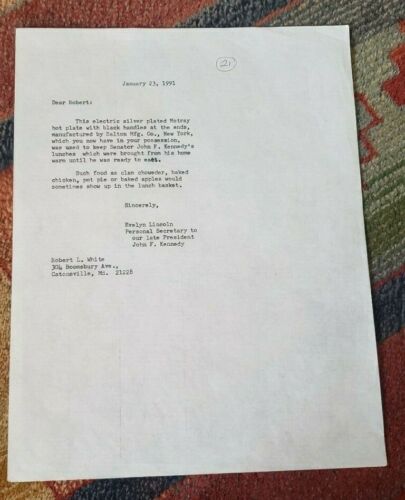 21
January 23, 1991
Dear Robert:
This electric silver plated Hotray
hot plate with black handles at the ends,
manufactured by Salton Mfg. Co., New York,
which you now have in your possession,
was used to keep Senator John F. Kennedy's
lunches which were brought from his home
warm until he was ready to eat.
Such food as clam chowder, baked
chicken, pot pie or baked apples would
sometimes show up in the lunch basket.
Sincerely,
Evelyn Lincoln
Personal Secretary to
our late President
John F. Kennedy
Robert L. White
304 Bloomsbury Ave.,
Catonsville, Md. 21228